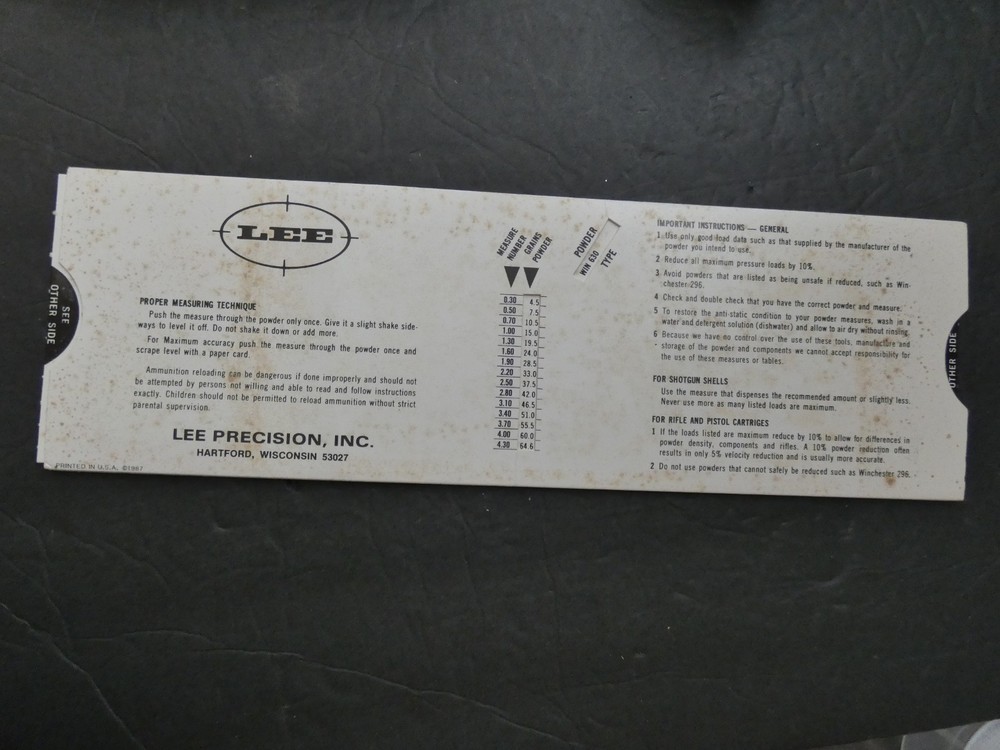 LEE
SEE
OTHER SIDE
PROPER MEASURING TECHNIQUE
Push the measure through the powder only once. Give it a slight shake side-
ways to level it off. Do not shake it down or add more.
For Maximum accuracy push the measure through the powder once and
scrape level with a paper card.
Ammunition reloading can be dangerous if done improperly and should not
be attempted by persons not willing and able to read and follow instructions
exactly. Children should not be permitted to reload ammunition without strict
parental supervision.
LEE PRECISION, INC.
HARTFORD, WISCONSIN 53027
PRINTED IN U.S.A. ©1987
MEASURE
NUMBER
GRAINS
POWDER
POWDER
WIN 630
TYPE
0.30 4.5
0.50 7.5
0.70 10.5
1.00 15.0
1.30 19.5
1.60 24.0
1.90 28.5
2.20 33.0
2.50 37.5
2.80 42.0
3.10 46.5
3.40 51.0
3.70 55.5
4.00 60.0
4.30 64.6
IMPORTANT INSTRUCTIONS — GENERAL
1 Use only good load data such as that supplied by the manufacturer of the
powder you intend to use.
2 Reduce all maximum pressure loads by 10%.
3 Avoid powders that are listed as being unsafe if reduced, such as Win-
chester 296.
4 Check and double check that you have the correct powder and measure.
5 To restore the anti-static condition to your powder measures, wash in a
water and detergent solution (dishwater) and allow to air dry without rinsing.
6 Because we have no control over the use of these tools, manufacture and
storage of the powder and components we cannot accept responsibility for
the use of these measures or tables.
FOR SHOTGUN SHELLS
Use the measure that dispenses the recommended amount or slightly less.
Never use more as many listed loads are maximum.
FOR RIFLE AND PISTOL CARTRIGES
1 If the loads listed are maximum reduce by 10% to allow for differences in
powder density, components and rifles. A 10% powder reduction often
results in only 5% velocity reduction and is usually more accurate.
2 Do not use powders that cannot safely be reduced such as Winchester 296.
OTHER SIDE